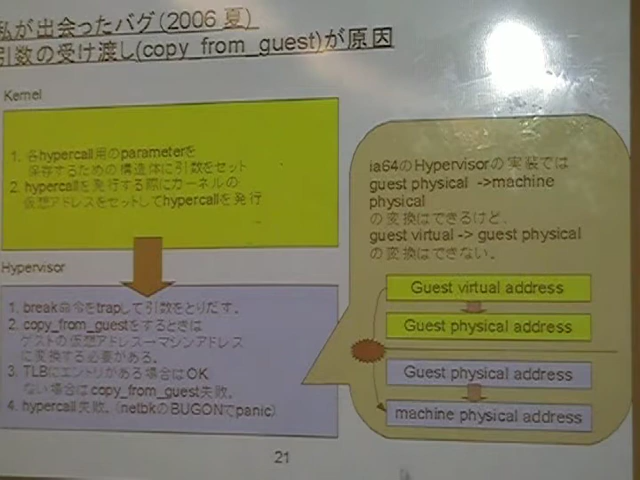 私が出会ったバグ(2006 夏)
引数の受け渡し(copy_from_guest)が原因
Kernel
1. 各hypercall用のparameterを
保存するための構造体に引数をセット
2. hypercallを発行する際にカーネルの
仮想アドレスをセットしてhypercallを発行
Hypervisor
1. break命令をtrapして引数をとりだす。
2. copy_from_guestをするときは
ゲストの仮想アドレス→マシンアドレス
に変換する必要がある。
3. TLBにエントリがある場合はOK
ない場合はcopy_from_guest失敗。
4. hypercall失敗。(netbkのBUGONでpanic)
ia64のHypervisorの実装では
guest physical ->machine
physical
の変換はできるけど、
guest virtual -> guest physical
の変換はできない。
Guest virtual address
Guest physical address
Guest physical address
machine physical address
21